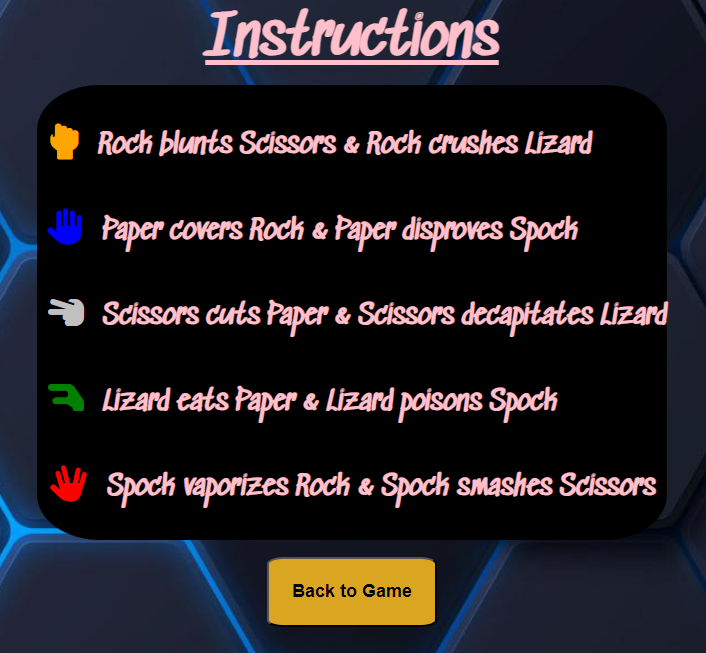 Instructions
Rock blunts Scissors & Rock crushes Lizard
Paper covers Rock & Paper disproves Spock
Scissors cuts Paper & Scissors decapitates Lizard
Lizard eats Paper & Lizard poisons Spock
Spock vaporizes Rock & Spock smashes Scissors
Back to Game